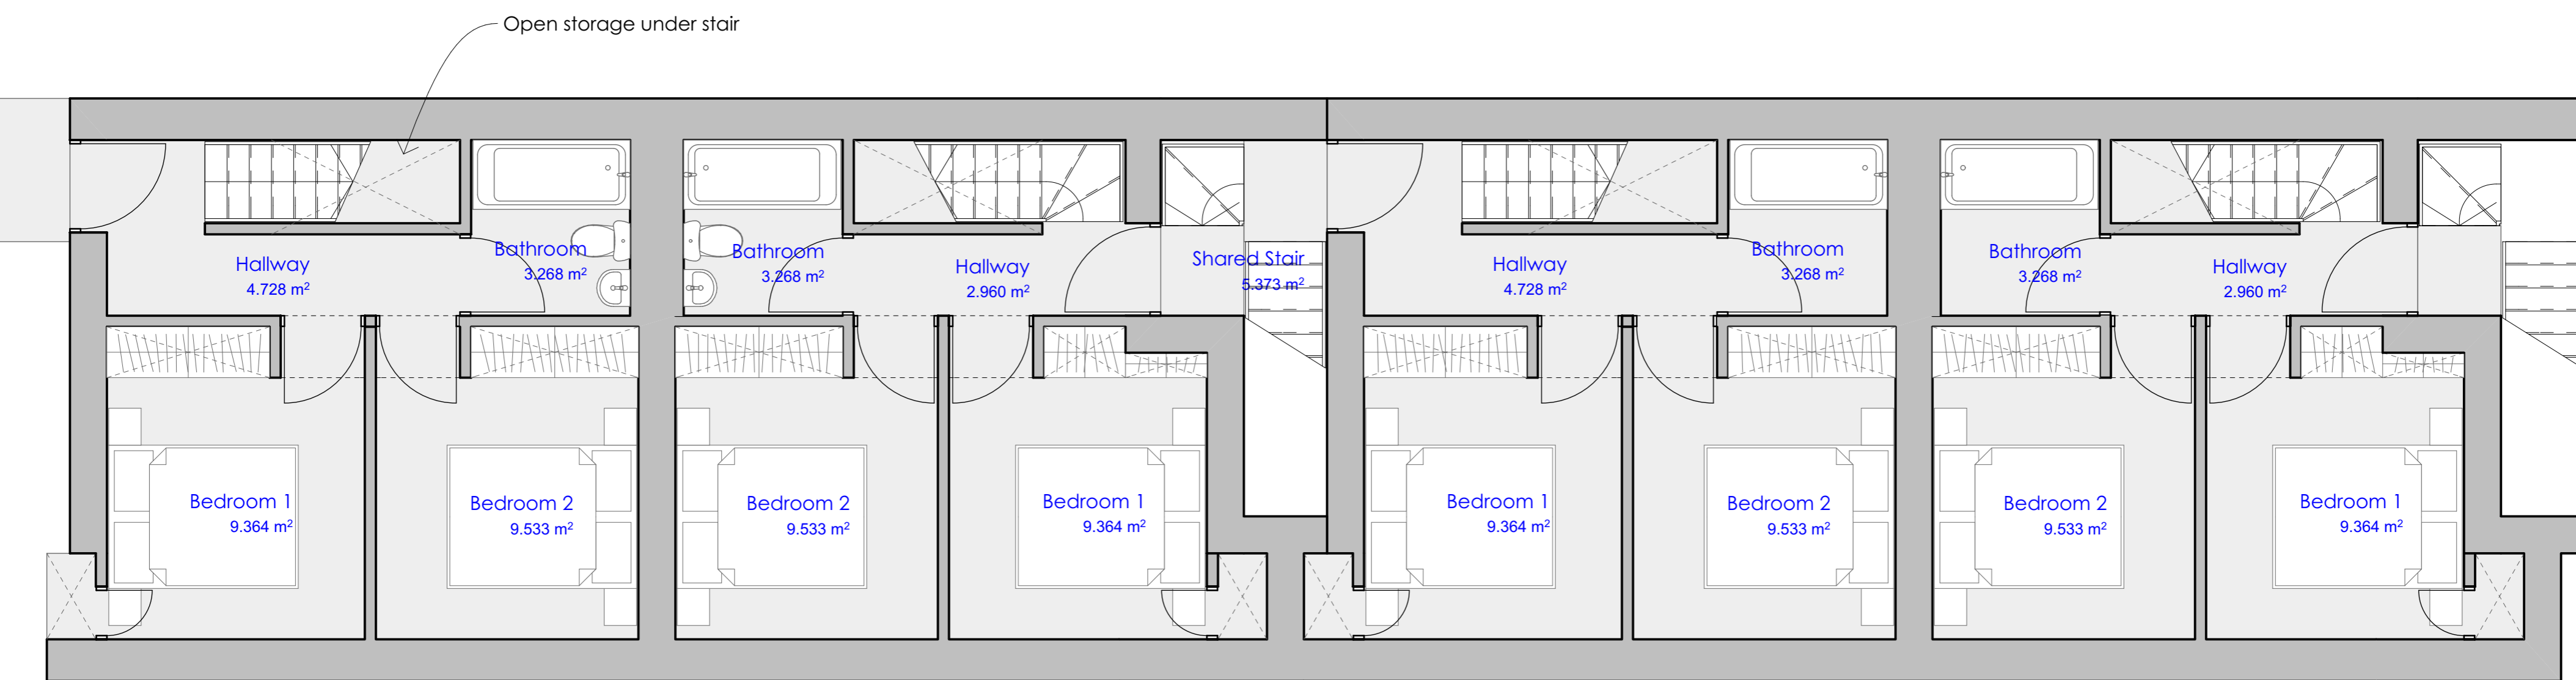 Open storage under stair
Hallway
4.728 m²
Bathroom
3.268 m²
Bathroom
3.268 m²
Hallway
2.960 m²
Shared Stair
5.373 m²
Hallway
4.728 m²
Bathroom
3.268 m²
Bathroom
3.268 m²
Hallway
2.960 m²
Bedroom 1
9.364 m²
Bedroom 2
9.533 m²
Bedroom 2
9.533 m²
Bedroom 1
9.364 m²
Bedroom 1
9.364 m²
Bedroom 2
9.533 m²
Bedroom 2
9.533 m²
Bedroom 1
9.364 m²